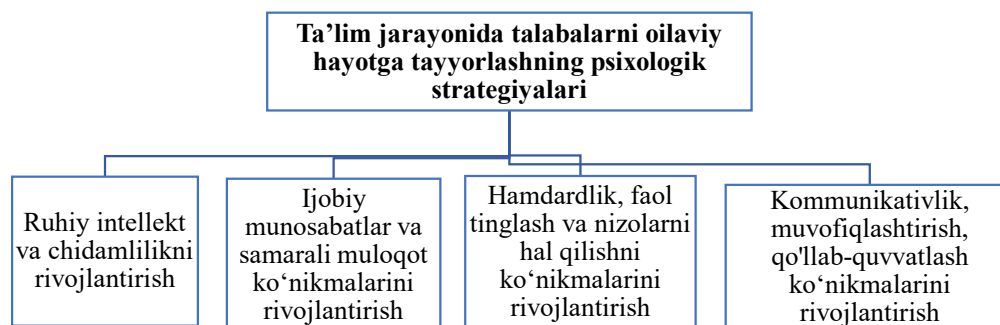 Ta’lim jarayonida talabalarni oilaviy
hayotga tayyorlashning psixologik
strategiyalari
Ruhiy intellekt
va chidamlilikni
rivojlantirish
Ijobiy
munosabatlar va
samarali muloqot
ko‘nikmalarini
rivojlantirish
Hamdardlik, faol
tinglash va nizolarni
hal qilishni
ko‘nikmalarini
rivojlantirish
Kommunikativlik,
muvofiqlashtirish,
qo'llab-quvvatlash
ko‘nikmalarini
rivojlantirish